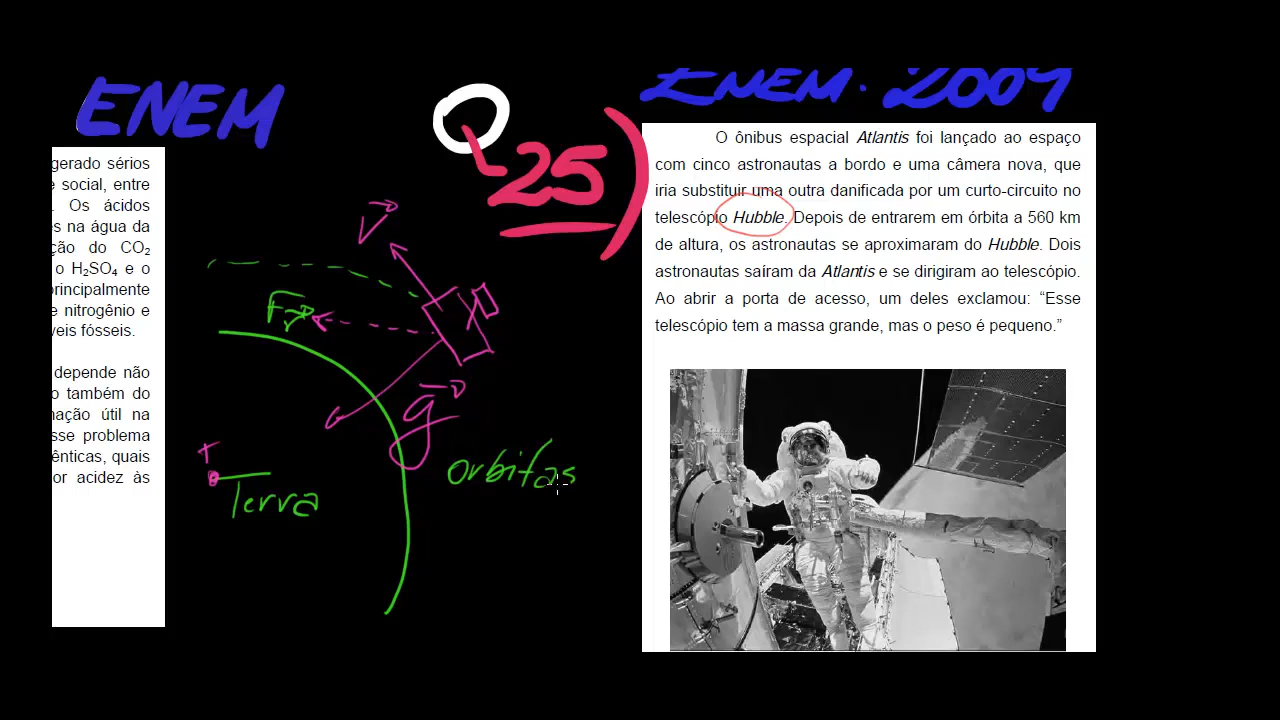 ENEM
ENEM. 2009
Q-25)
gerado sérios
e social, entre
. Os ácidos
s na água da
ção do CO₂
o H₂SO₄ e o
principalmente
e nitrogênio e
veis fósseis.
depende não
o também do
nação útil na
sse problema
ênticas, quais
or acidez às
V
Fr
g
T
Terra
orbitas
O ônibus espacial Atlantis foi lançado ao espaço
com cinco astronautas a bordo e uma câmera nova, que
iria substituir uma outra danificada por um curto-circuito no
telescópio Hubble. Depois de entrarem em órbita a 560 km
de altura, os astronautas se aproximaram do Hubble. Dois
astronautas saíram da Atlantis e se dirigiram ao telescópio.
Ao abrir a porta de acesso, um deles exclamou: “Esse
telescópio tem a massa grande, mas o peso é pequeno.”